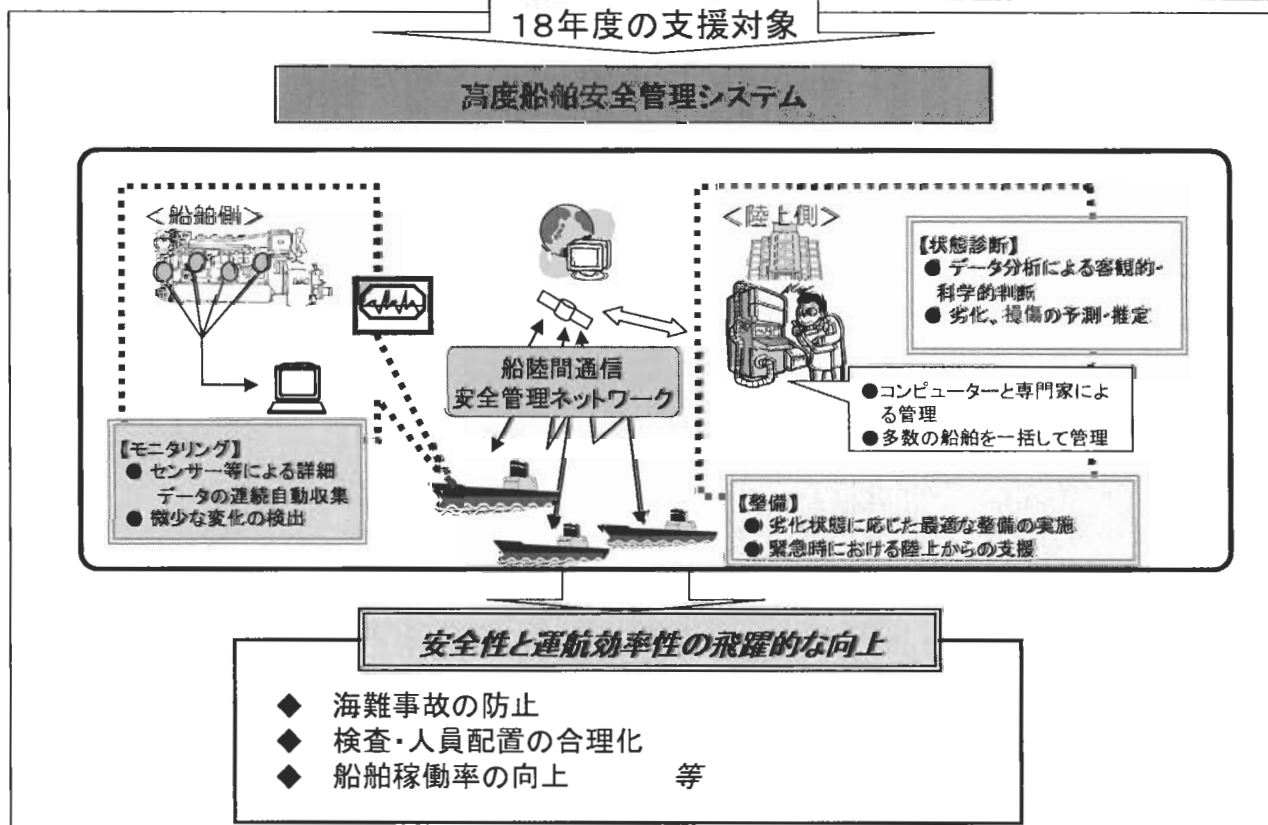 18年度の支援対象
高度船舶安全管理システム
＜船舶側＞
【モニタリング】
● センサー等による詳細
データの連続自動収集
● 微少な変化の検出
船陸間通信
安全管理ネットワーク
＜陸上側＞
【状態診断】
● データ分析による客観的・
科学的判断
● 劣化、損傷の予測・推定
●コンピューターと専門家によ
る管理
●多数の船舶を一括して管理
【整備】
● 劣化状態に応じた最適な整備の実施
● 緊急時における陸上からの支援
安全性と運航効率性の飛躍的な向上
◆ 海難事故の防止
◆ 検査・人員配置の合理化
◆ 船舶稼働率の向上 等